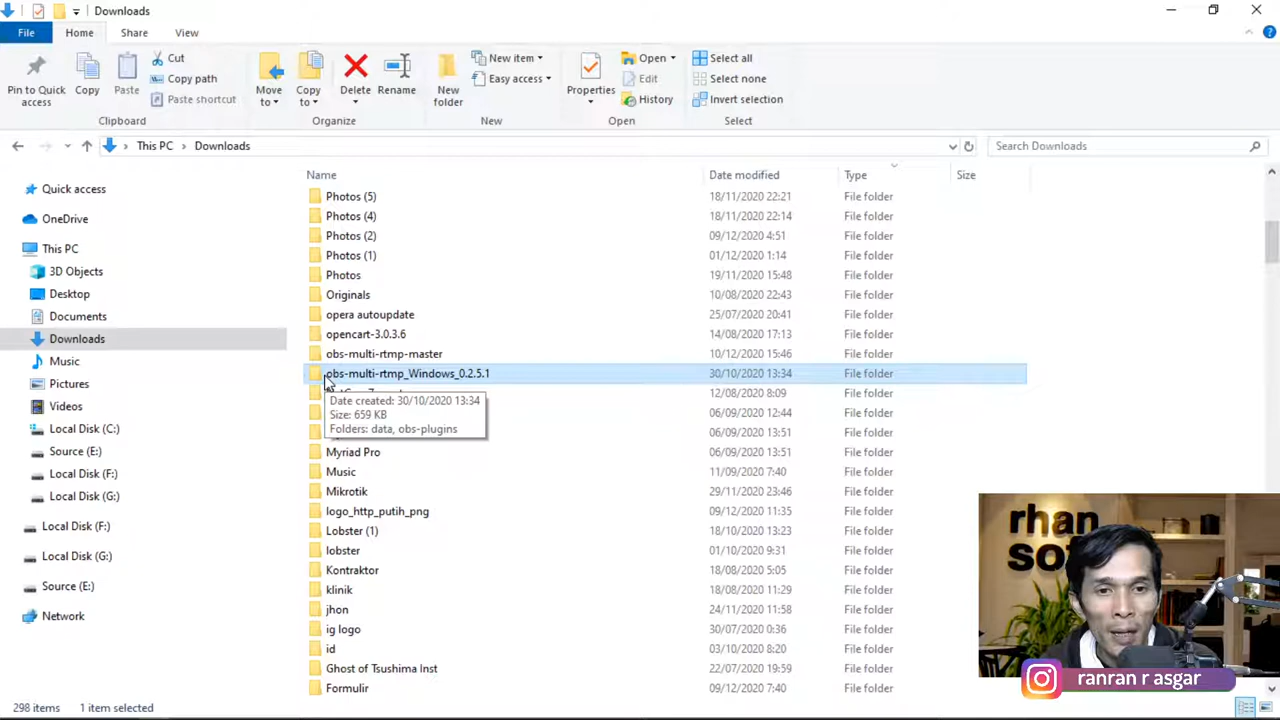 Downloads
File
Home
Share
View
Pin to Quick access
Copy
Paste
Cut
Copy path
Paste shortcut
Clipboard
Move to
Copy to
Delete
Rename
Organize
New folder
New item
Easy access
New
Properties
Open
Edit
History
Open
Select all
Select none
Invert selection
Select
This PC
Downloads
Search Downloads
Quick access
OneDrive
This PC
3D Objects
Desktop
Documents
Downloads
Music
Pictures
Videos
Local Disk (C:)
Source (E:)
Local Disk (F:)
Local Disk (G:)
Local Disk (F:)
Local Disk (G:)
Source (E:)
Network
Name Date modified Type Size
Photos (5) 18/11/2020 22:21 File folder
Photos (4) 18/11/2020 22:14 File folder
Photos (2) 09/12/2020 4:51 File folder
Photos (1) 01/12/2020 1:14 File folder
Photos 19/11/2020 15:48 File folder
Originals 10/08/2020 22:43 File folder
opera autoupdate 25/07/2020 20:41 File folder
opencart-3.0.3.6 14/08/2020 17:13 File folder
obs-multi-rtmp-master 10/12/2020 15:46 File folder
obs-multi-rtmp_Windows_0.2.5.1 30/10/2020 13:34 File folder
12/08/2020 8:09 File folder
Date created: 30/10/2020 13:34
Size: 659 KB
Folders: data, obs-plugins
06/09/2020 12:44 File folder
06/09/2020 13:51 File folder
Myriad Pro 06/09/2020 13:51 File folder
Music 11/09/2020 7:40 File folder
Mikrotik 29/11/2020 23:46 File folder
logo_http_putih_png 09/12/2020 11:35 File folder
Lobster (1) 18/10/2020 13:23 File folder
lobster 01/10/2020 9:31 File folder
Kontraktor 18/08/2020 5:05 File folder
klinik 18/08/2020 11:29 File folder
jhon 24/11/2020 11:58 File folder
ig logo 30/07/2020 0:36 File folder
id 03/10/2020 8:20 File folder
Ghost of Tsushima Inst 22/07/2020 19:59 File folder
Formulir 09/12/2020 7:40 File folder
298 items 1 item selected
rhan
ranran r asgar